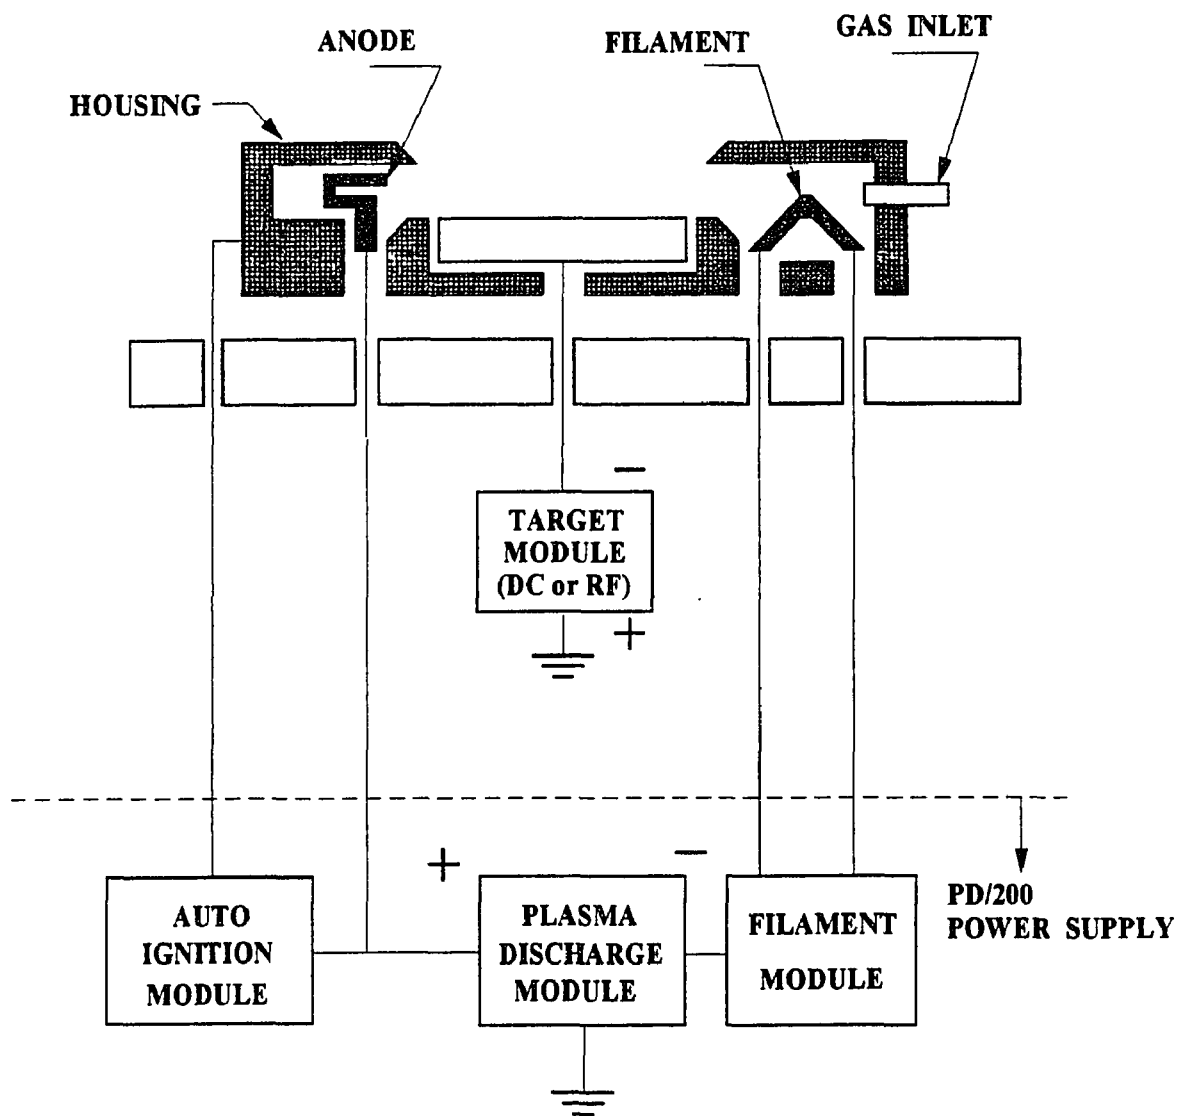 ANODE
FILAMENT
GAS INLET
HOUSING
−
TARGET
MODULE
(DC or RF)
+
+
−
AUTO
IGNITION
MODULE
PLASMA
DISCHARGE
MODULE
FILAMENT
MODULE
PD/200
POWER SUPPLY